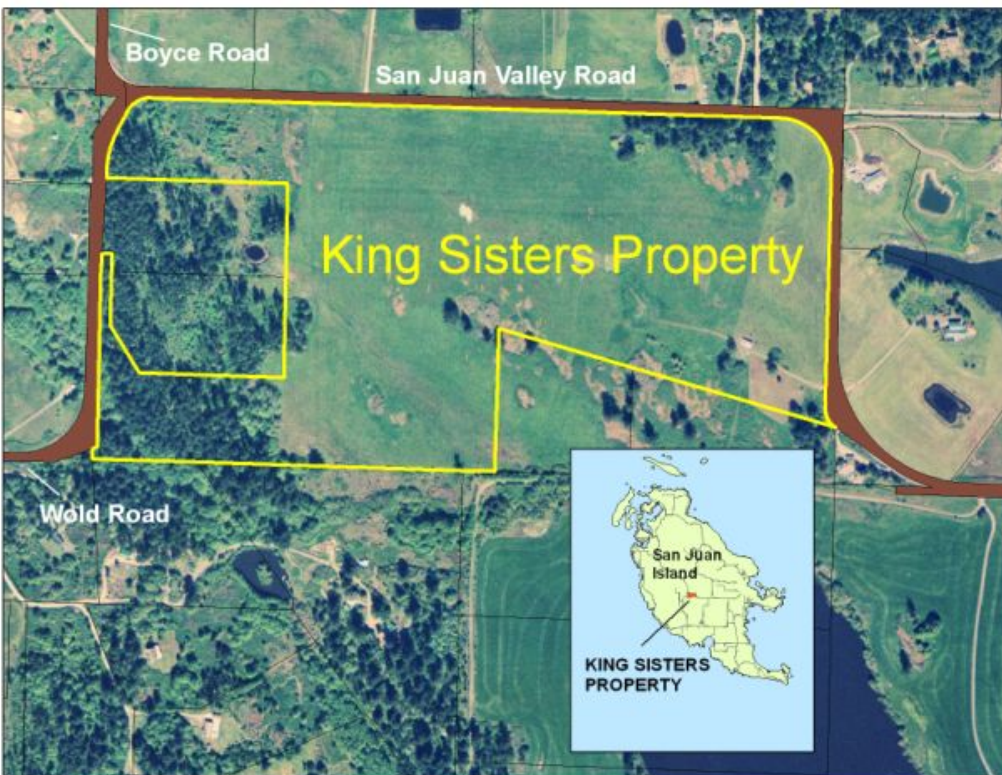 Boyce Road
San Juan Valley Road
King Sisters Property
Wold Road
San Juan
Island
KING SISTERS
PROPERTY